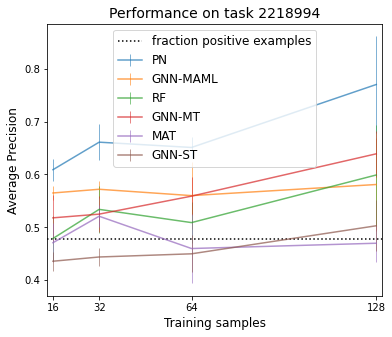 Performance on task 2218994
fraction positive examples
PN
GNN-MAML
RF
GNN-MT
MAT
GNN-ST
Average Precision
0.8
0.7
0.6
0.5
0.4
16
32
64
128
Training samples